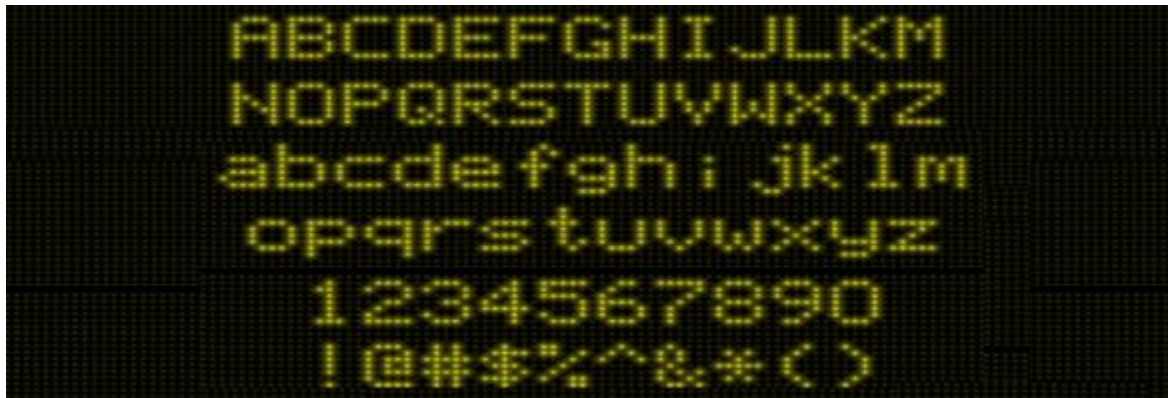 ABCDEFGHIJLKM
NOPQRSTUVWXYZ
abcdefghijklm
opqrstuvwxyz
1234567890
!@#$%^&*()